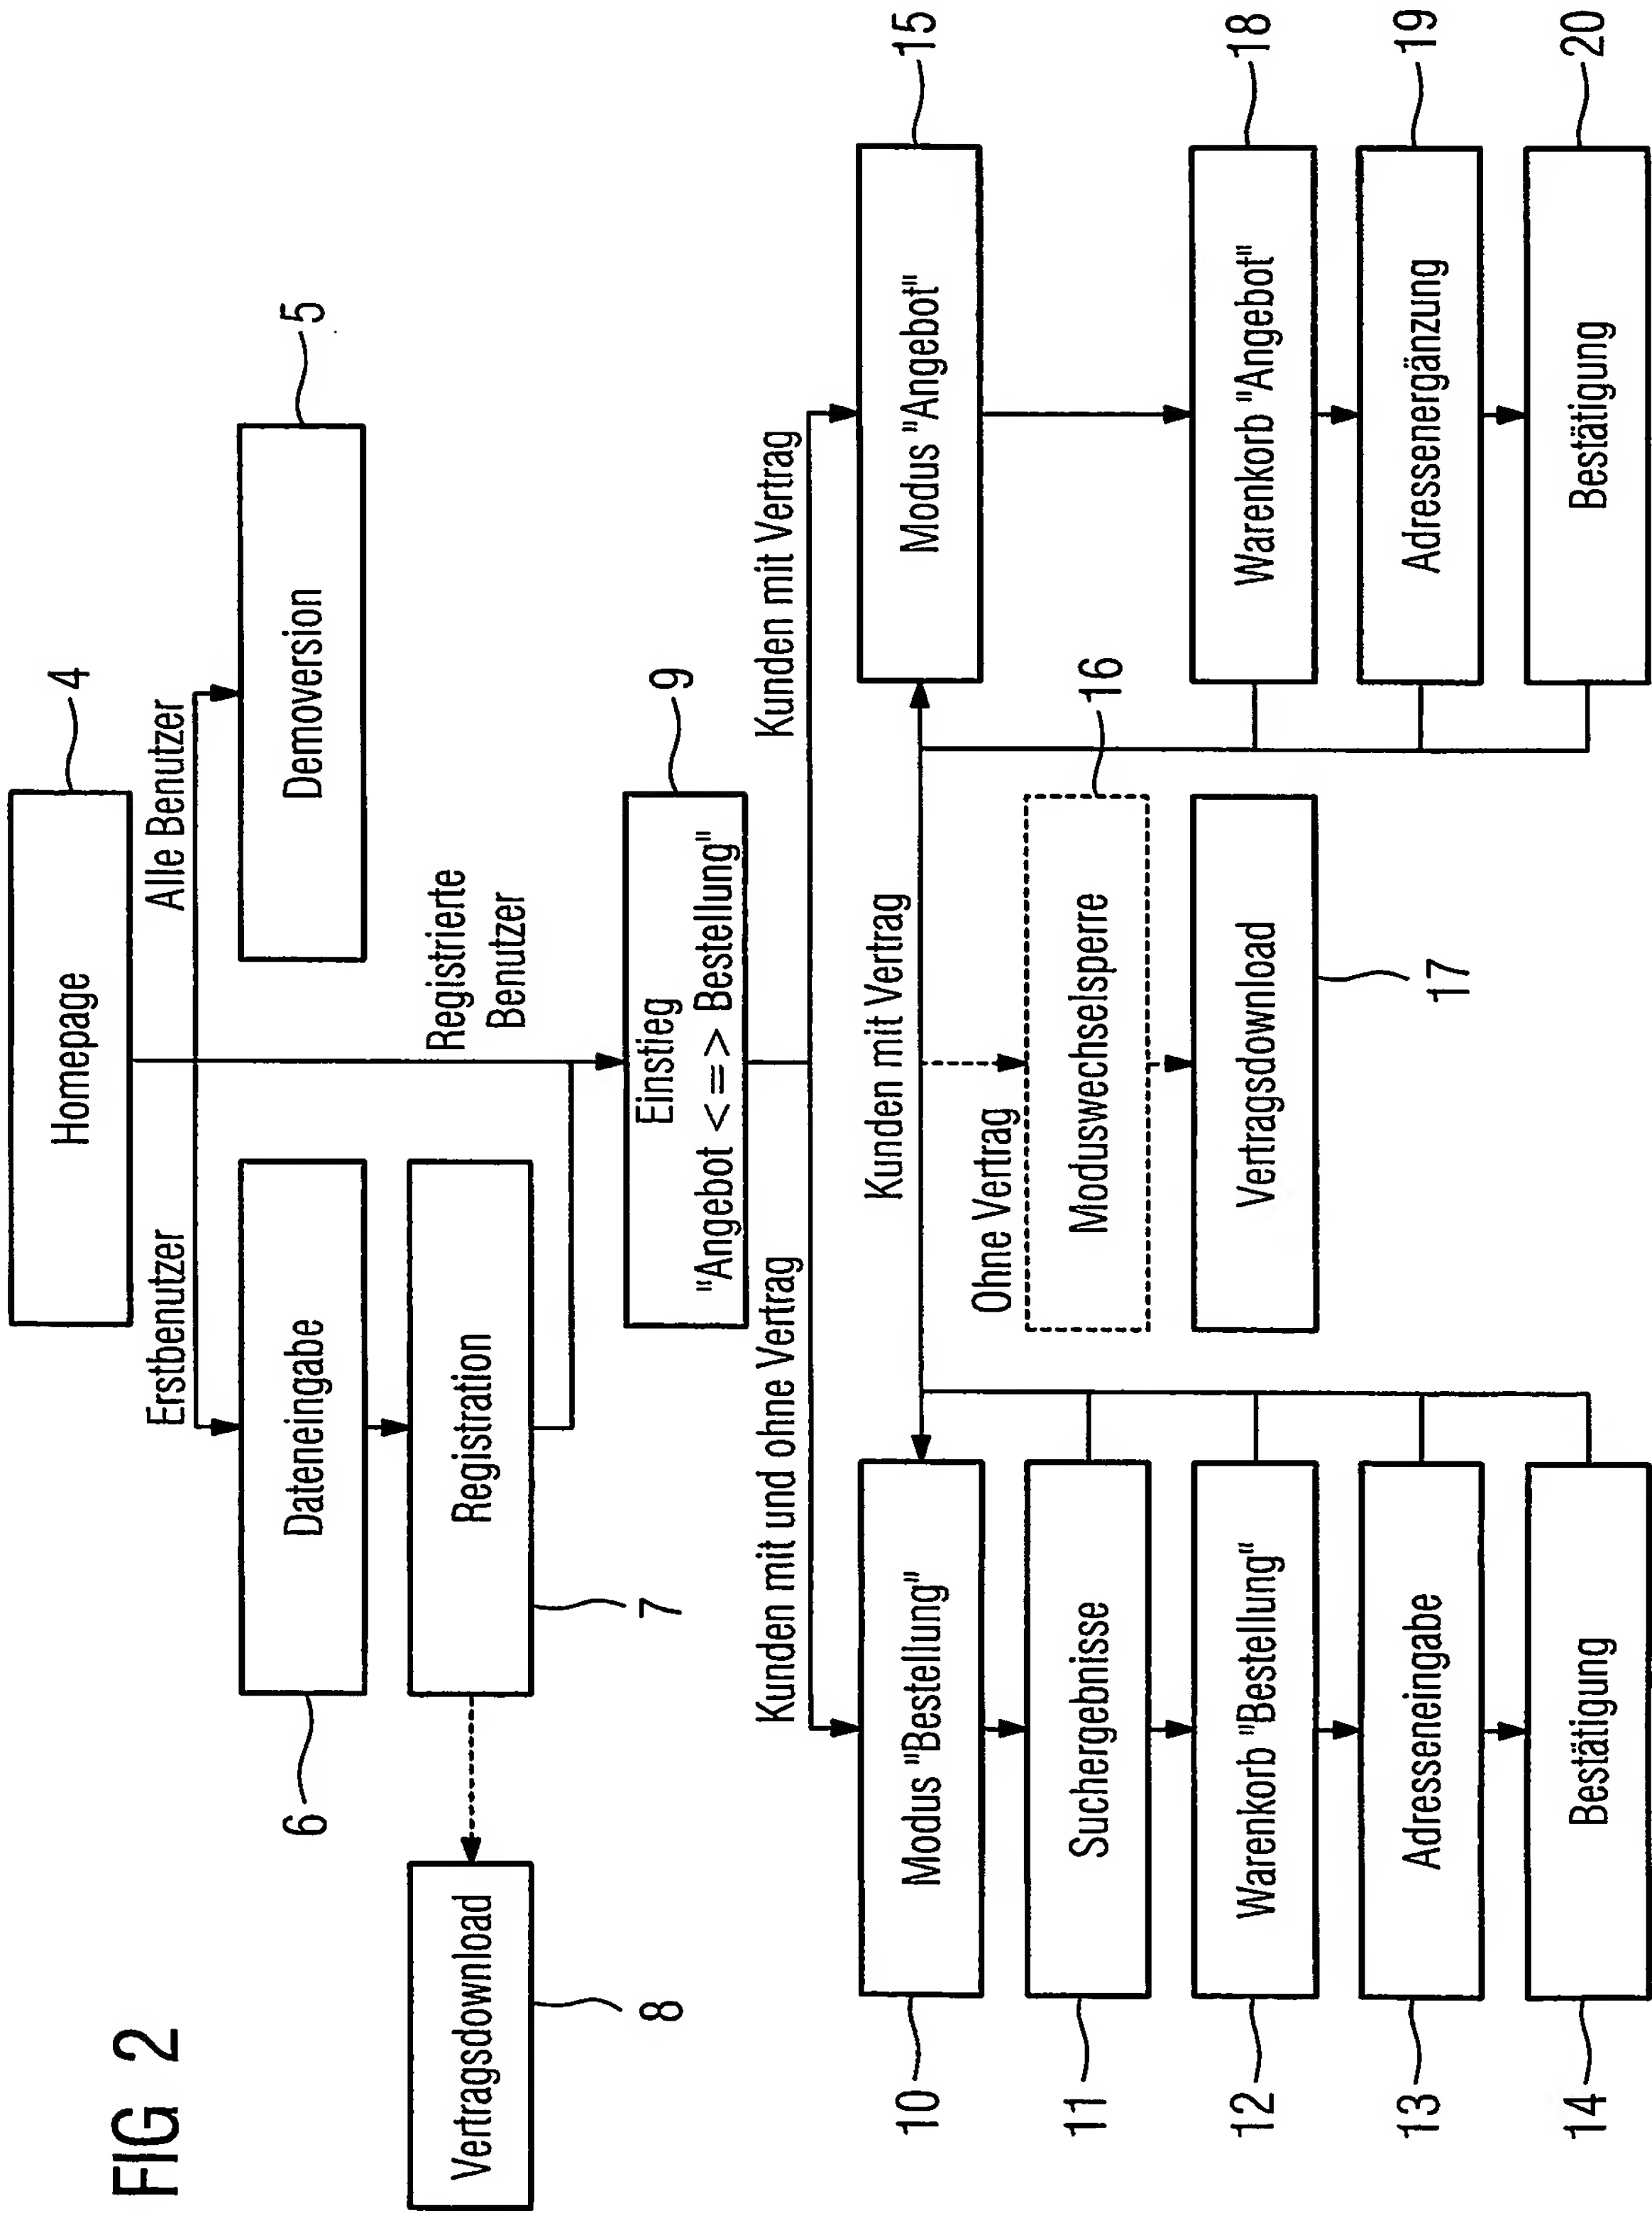 FIG 2
Homepage
4
Erstbenutzer
Alle Benutzer
Demoversion
5
Dateneingabe
6
Registration
7
Vertragsdownload
8
Registrierte
Benutzer
Einstieg
"Angebot <=> Bestellung"
9
Kunden mit und ohne Vertrag
Kunden mit Vertrag
Modus "Bestellung"
10
Kunden mit Vertrag
Modus "Angebot"
15
Ohne Vertrag
Suchergebnisse
11
Moduswechselsperre
16
Warenkorb "Bestellung"
12
Vertragsdownload
17
Warenkorb "Angebot"
18
Adresseneingabe
13
Adressenergänzung
19
Bestätigung
14
Bestätigung
20